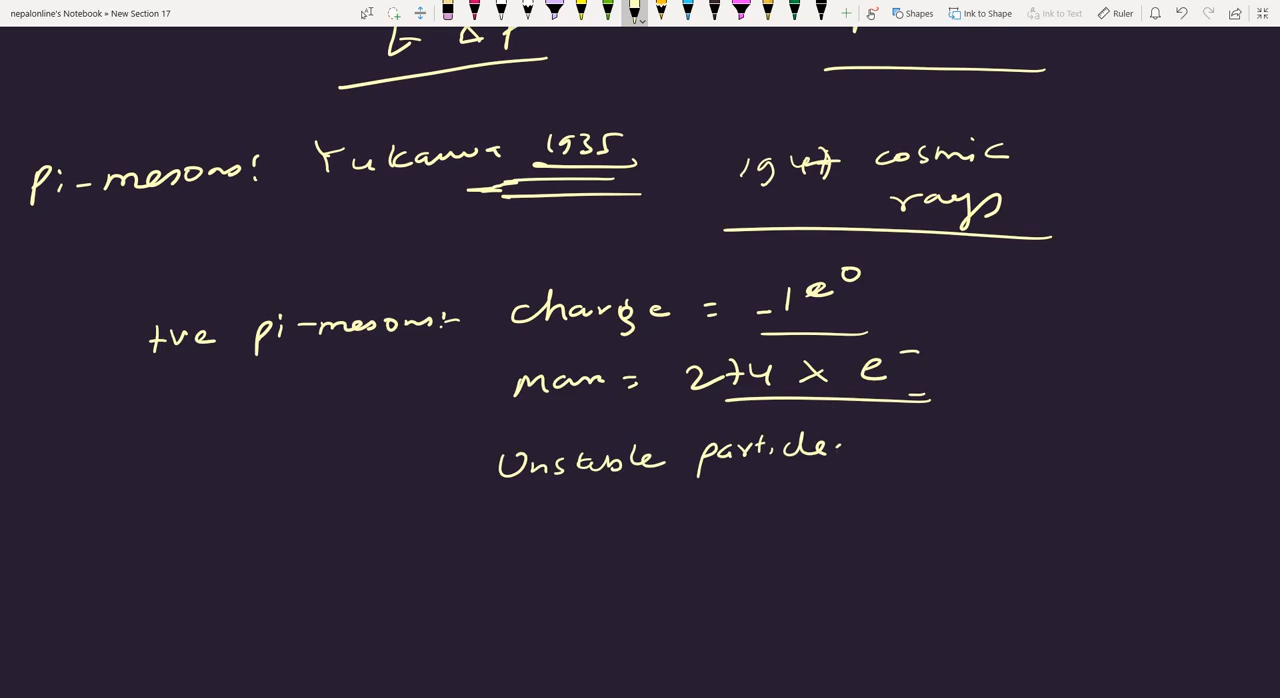 nepalonline's Notebook » New Section 17
Shapes Ink to Shape Ink to Text Ruler
Pi-mesons: Yukawa 1935 1947 cosmic
rays
+ve pi-mesons:- charge = -1e⁰
mass = 274 × e⁻
Unstable particle.